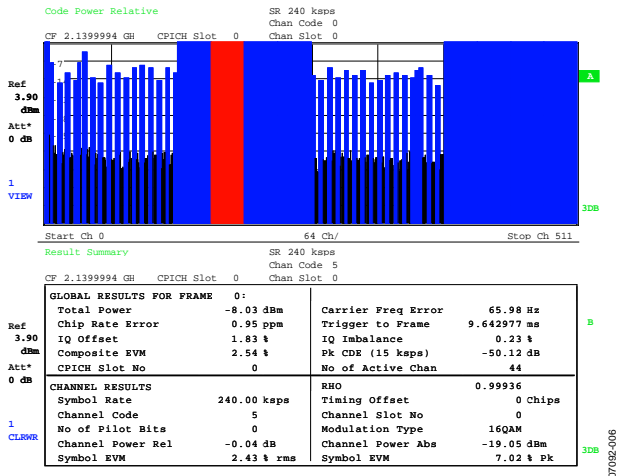 Code Power Relative
SR 240 ksps
Chan Code 0
CF 2.1399994 GH CPICH Slot 0 Chan Slot 0
-7
A
Ref
3.90
dBm
Att*
0 dB
1
VIEW
3DB
Start Ch 0 64 Ch/ Stop Ch 511
Result Summary
SR 240 ksps
Chan Code 5
CF 2.1399994 GH CPICH Slot 0 Chan Slot 0
GLOBAL RESULTS FOR FRAME 0:
Total Power -8.03 dBm Carrier Freq Error 65.98 Hz
Chip Rate Error 0.95 ppm Trigger to Frame 9.642977 ms
IQ Offset 1.83 % IQ Imbalance 0.23 %
Composite EVM 2.54 % Pk CDE (15 ksps) -50.12 dB
CPICH Slot No 0 No of Active Chan 44
CHANNEL RESULTS RHO 0.99936
Symbol Rate 240.00 ksps Timing Offset 0 Chips
Channel Code 5 Channel Slot No 0
No of Pilot Bits 0 Modulation Type 16QAM
Channel Power Rel -0.04 dB Channel Power Abs -19.05 dBm
Symbol EVM 2.43 % rms Symbol EVM 7.02 % Pk
B
Ref
3.90
dBm
Att*
0 dB
1
CLRWR
3DB
07092-006